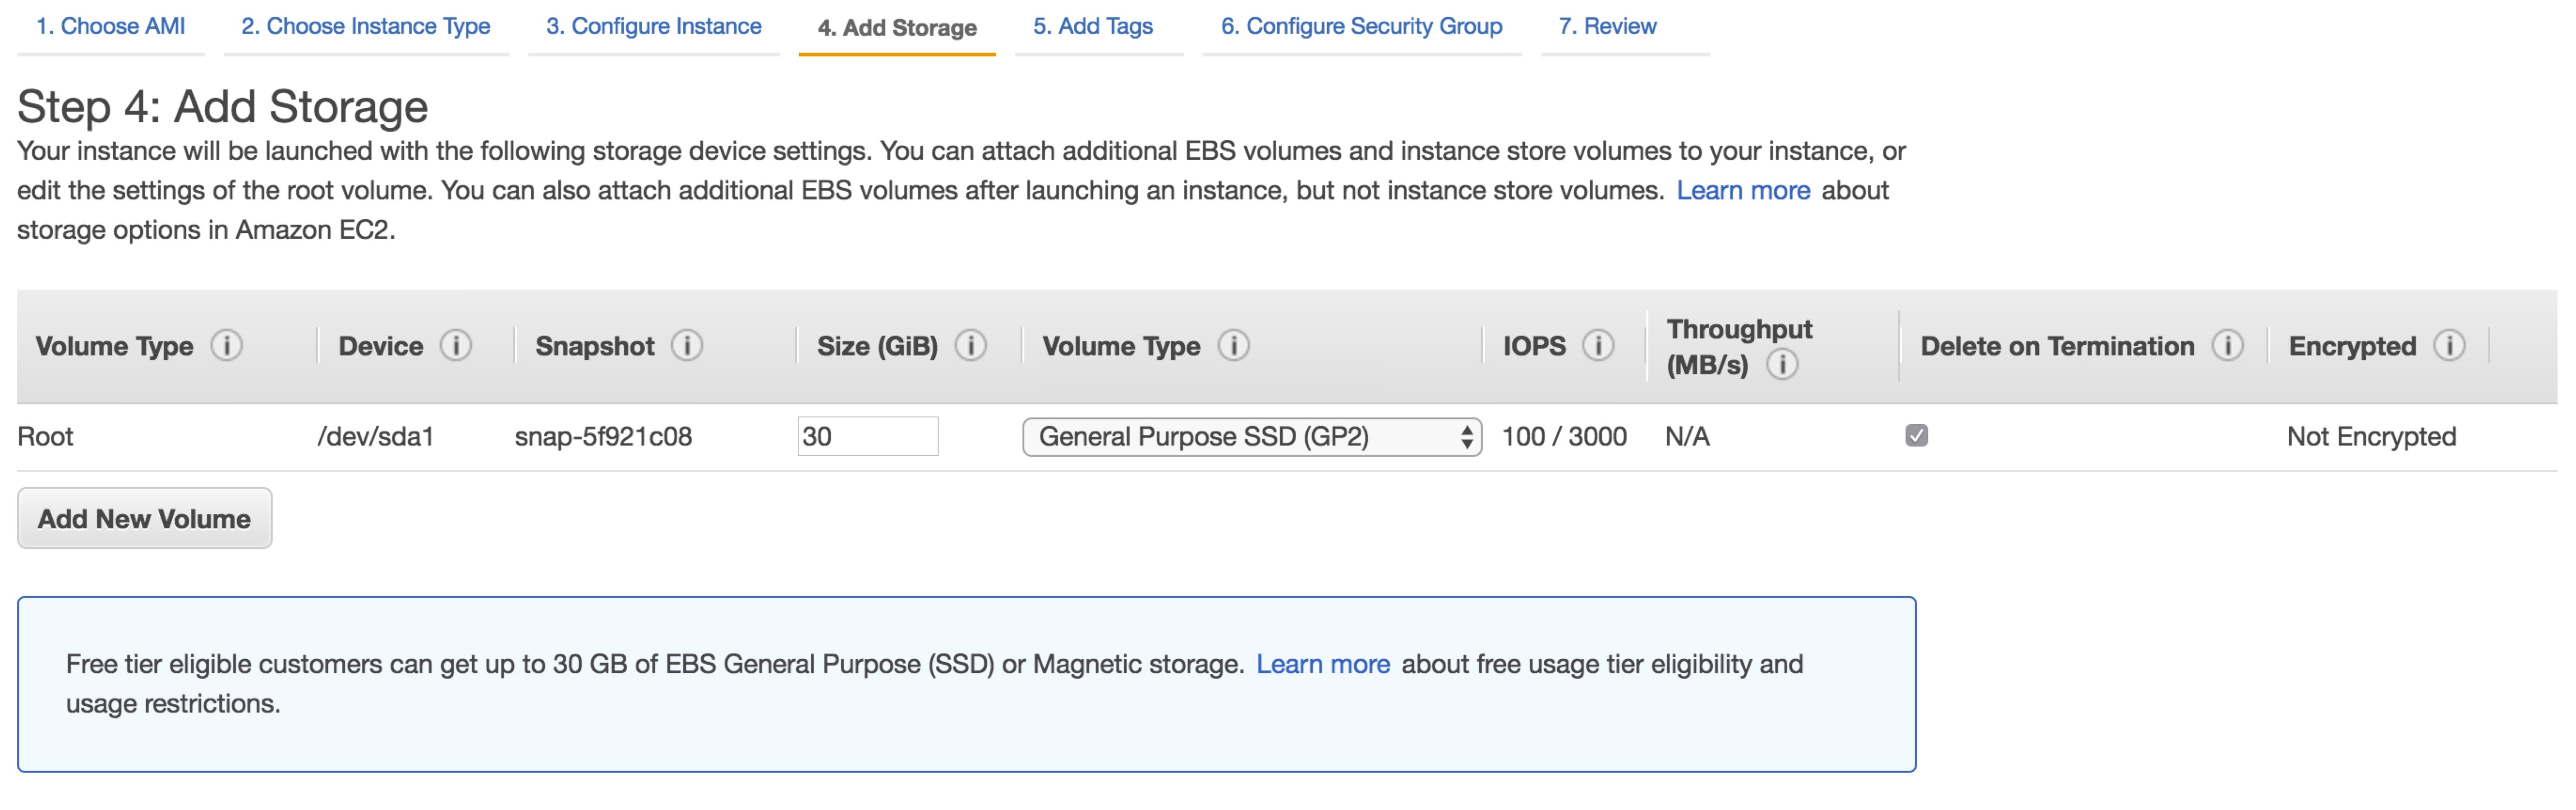 1. Choose AMI 2. Choose Instance Type 3. Configure Instance 4. Add Storage 5. Add Tags 6. Configure Security Group 7. Review
Step 4: Add Storage
Your instance will be launched with the following storage device settings. You can attach additional EBS volumes and instance store volumes to your instance, or
edit the settings of the root volume. You can also attach additional EBS volumes after launching an instance, but not instance store volumes. Learn more about
storage options in Amazon EC2.
Volume Type i Device i Snapshot i Size (GiB) i Volume Type i IOPS i Throughput (MB/s) i Delete on Termination i Encrypted i
Root /dev/sda1 snap-5f921c08 30 General Purpose SSD (GP2) 100 / 3000 N/A Not Encrypted
Add New Volume
Free tier eligible customers can get up to 30 GB of EBS General Purpose (SSD) or Magnetic storage. Learn more about free usage tier eligibility and
usage restrictions.